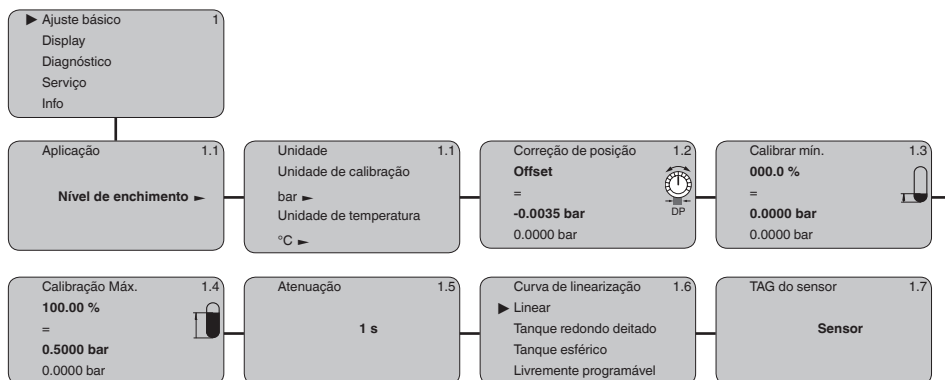 Ajuste básico 1
Display
Diagnóstico
Serviço
Info
Aplicação 1.1
Nível de enchimento ►
Unidade 1.1
Unidade de calibração
bar ►
Unidade de temperatura
°C ►
Correção de posição 1.2
Offset
=
-0.0035 bar
0.0000 bar
DP
Calibrar mín. 1.3
000.0 %
=
0.0000 bar
0.0000 bar
Calibração Máx. 1.4
100.00 %
=
0.5000 bar
0.0000 bar
Atenuação 1.5
1 s
Curva de linearização 1.6
► Linear
Tanque redondo deitado
Tanque esférico
Livremente programável
TAG do sensor 1.7
Sensor